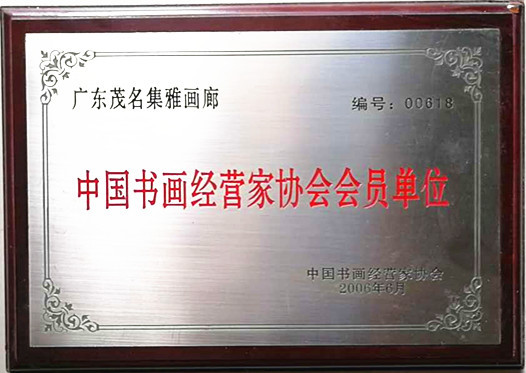 广东茂名集雅画廊
编号：00618
中国书画经营家协会会员单位
中国书画经营家协会
2006年6月